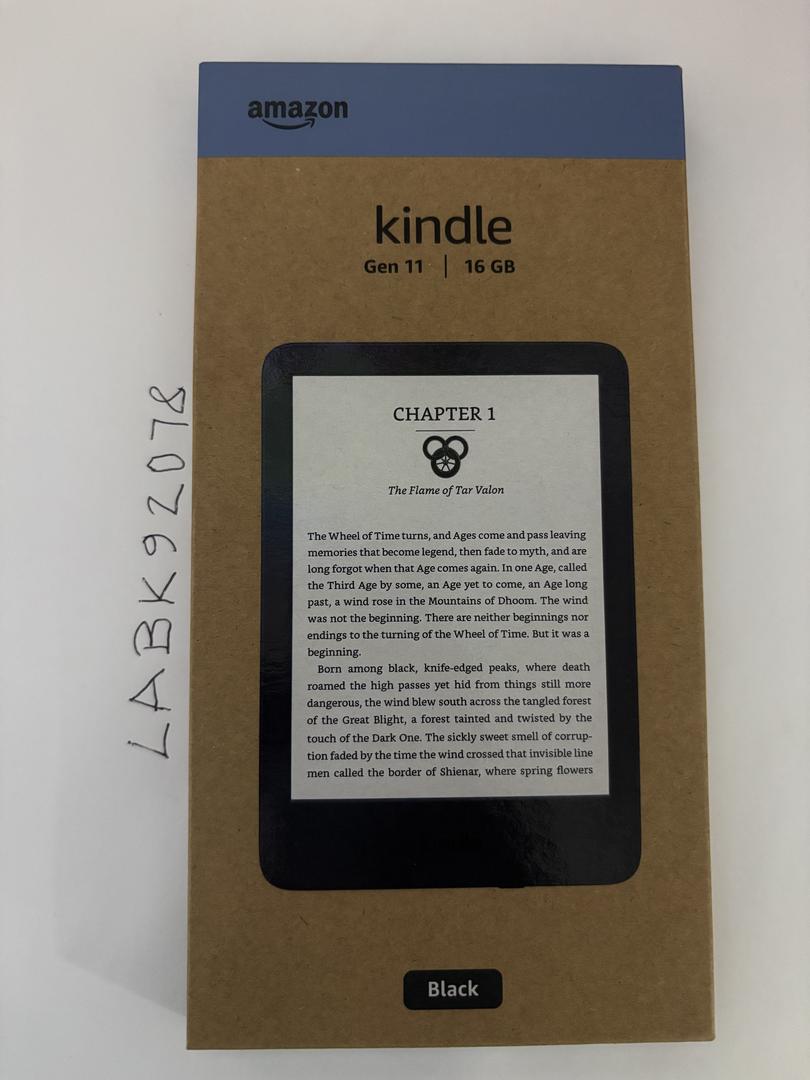 amazon
kindle
Gen 11 | 16 GB
CHAPTER 1
The Flame of Tar Valon
The Wheel of Time turns, and Ages come and pass leaving
memories that become legend, then fade to myth, and are
long forgot when that Age comes again. In one Age, called
the Third Age by some, an Age yet to come, an Age long
past, a wind rose in the Mountains of Dhoom. The wind
was not the beginning. There are neither beginnings nor
endings to the turning of the Wheel of Time. But it was a
beginning.
Born among black, knife-edged peaks, where death
roamed the high passes yet hid from things still more
dangerous, the wind blew south across the tangled forest
of the Great Blight, a forest tainted and twisted by the
touch of the Dark One. The sickly sweet smell of corrup-
tion faded by the time the wind crossed that invisible line
men called the border of Shienar, where spring flowers
kindle
Black
LABK92078